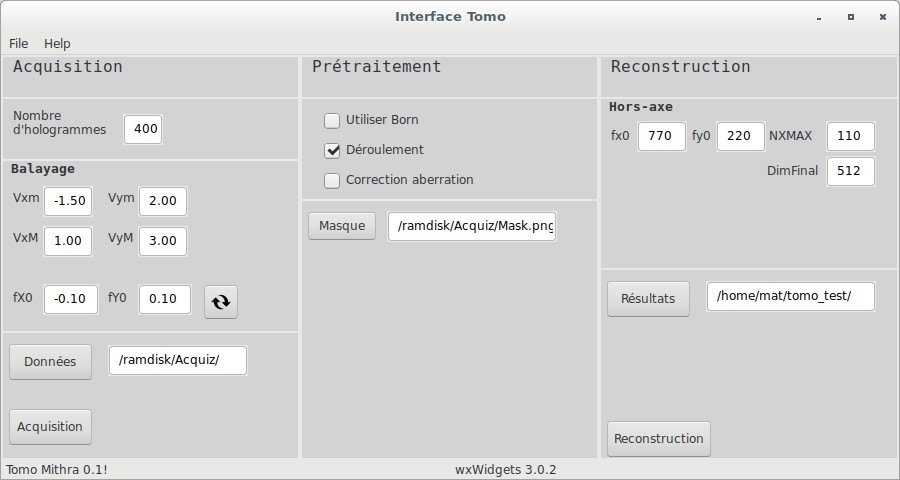 Interface Tomo
File Help
Acquisition
Nombre
d'hologrammes
400
Balayage
Vxm -1.50 Vym 2.00
VxM 1.00 VyM 3.00
fX0 -0.10 fY0 0.10
Données /ramdisk/Acquiz/
Acquisition
Prétraitement
Utiliser Born
Déroulement
Correction aberration
Masque /ramdisk/Acquiz/Mask.png
Reconstruction
Hors-axe
fx0 770 fy0 220 NXMAX 110
DimFinal 512
Résultats /home/mat/tomo_test/
Reconstruction
Tomo Mithra 0.1! wxWidgets 3.0.2